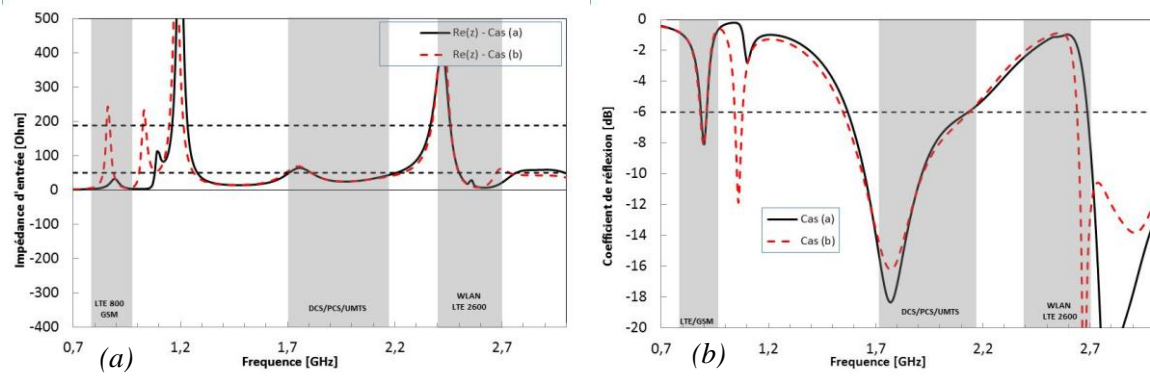 500
400
300
200
100
0
-100
-200
-300
-400
Impédance d'entrée [Ohm]
Re(z) - Cas (a)
Re(z) - Cas (b)
LTE 800
GSM
DCS/PCS/UMTS
WLAN
LTE 2600
0,7
1,2
1,7
2,2
2,7
Frequence [GHz]
(a)
0
-2
-4
-6
-8
-10
-12
-14
-16
-18
-20
Coefficient de réflexion [dB]
Cas (a)
Cas (b)
LTE/GSM
DCS/PCS/UMTS
WLAN
LTE 2600
0,7
1,2
1,7
2,2
2,7
Frequence [GHz]
(b)